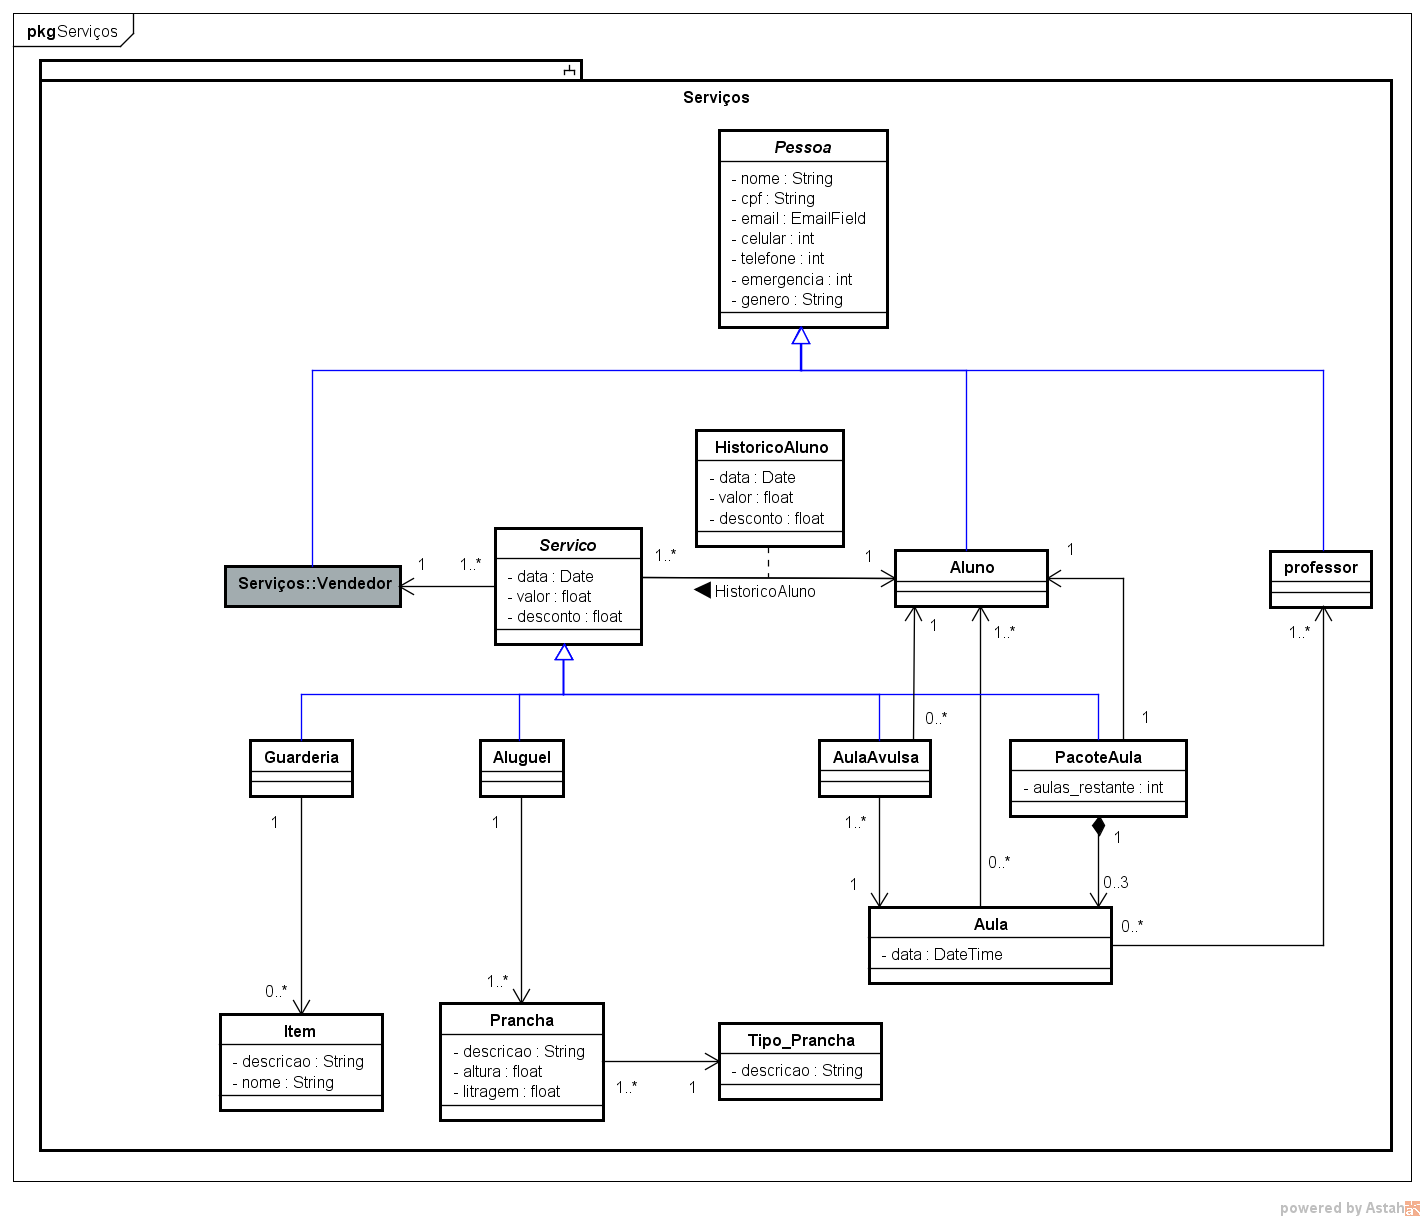 pkgServiços
Serviços
Pessoa
- nome : String
- cpf : String
- email : EmailField
- celular : int
- telefone : int
- emergencia : int
- genero : String
HistoricoAluno
- data : Date
- valor : float
- desconto : float
Serviços::Vendedor
1
1..*
Servico
- data : Date
- valor : float
- desconto : float
1..*
1
HistoricoAluno
Aluno
1
1
1..*
professor
1..*
0..*
1
Guarderia
1
Aluguel
1
AulaAvulsa
1..*
1
PacoteAula
- aulas_restante : int
1
0..3
0..*
Aula
- data : DateTime
0..*
0..*
Item
- descricao : String
- nome : String
1..*
Prancha
- descricao : String
- altura : float
- litragem : float
1..*
1
Tipo_Prancha
- descricao : String
powered by Astah